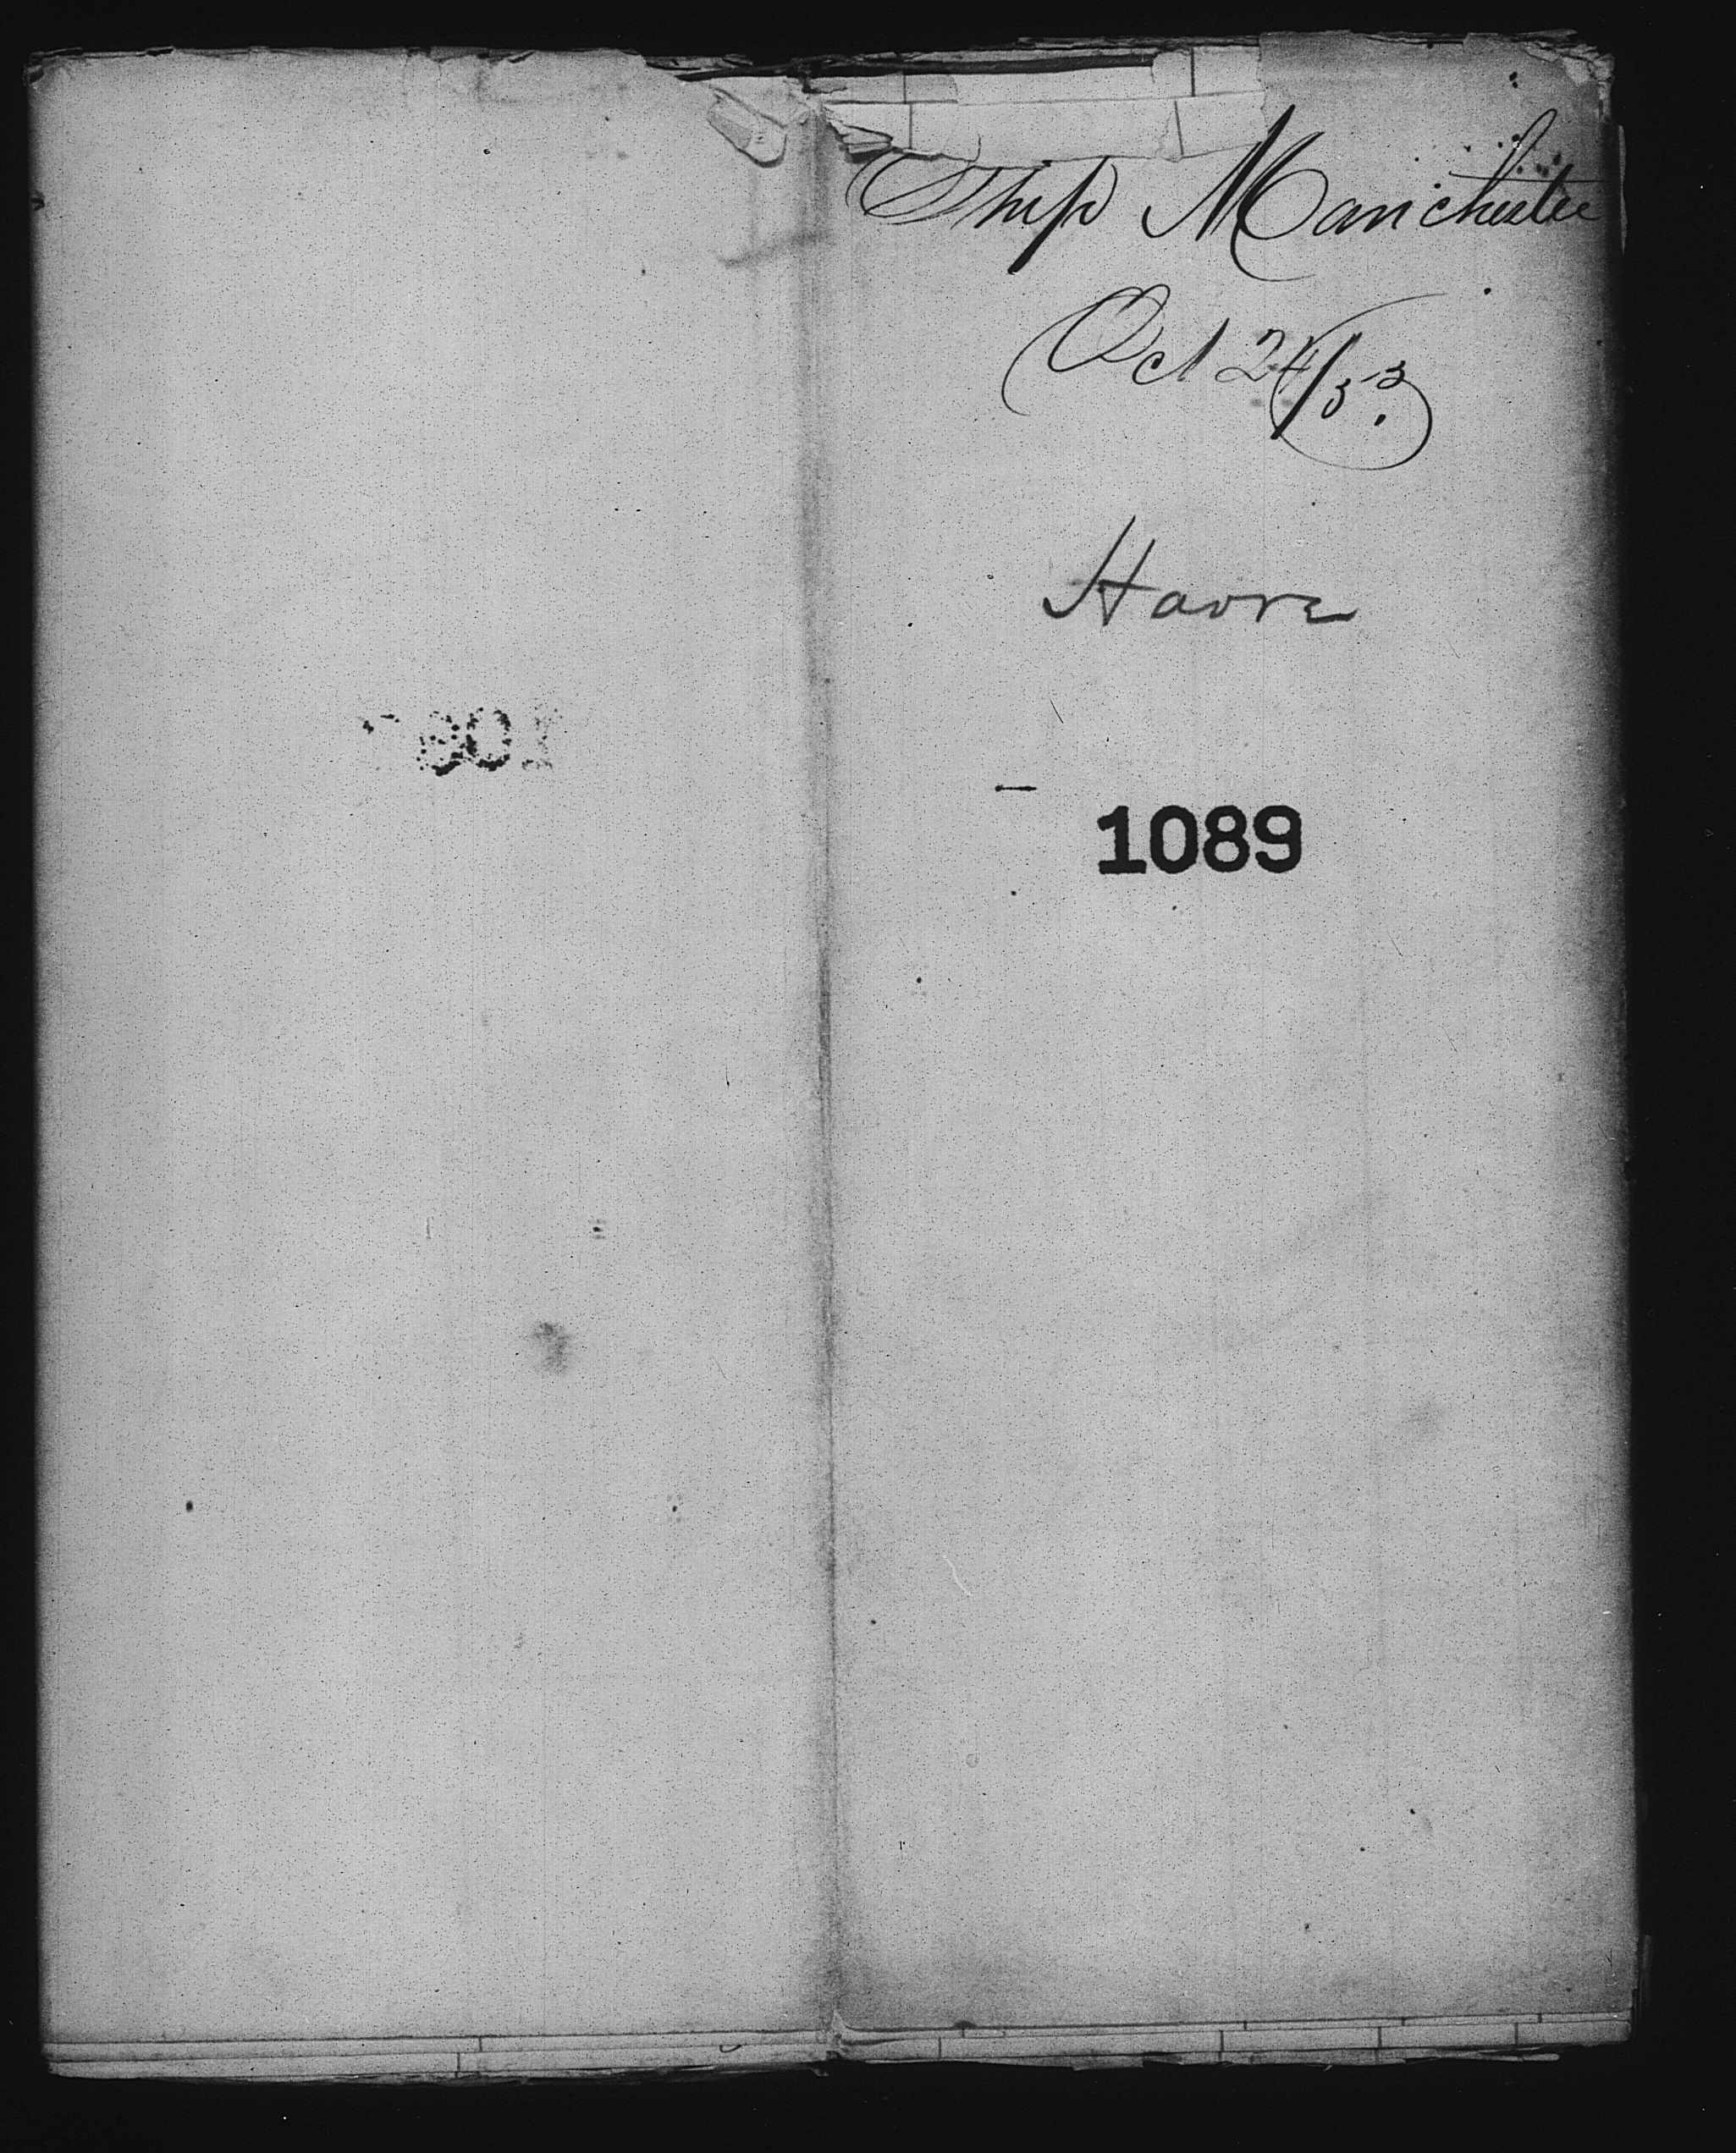 Ship Manchester
Oct 24/53.
Havre
1089